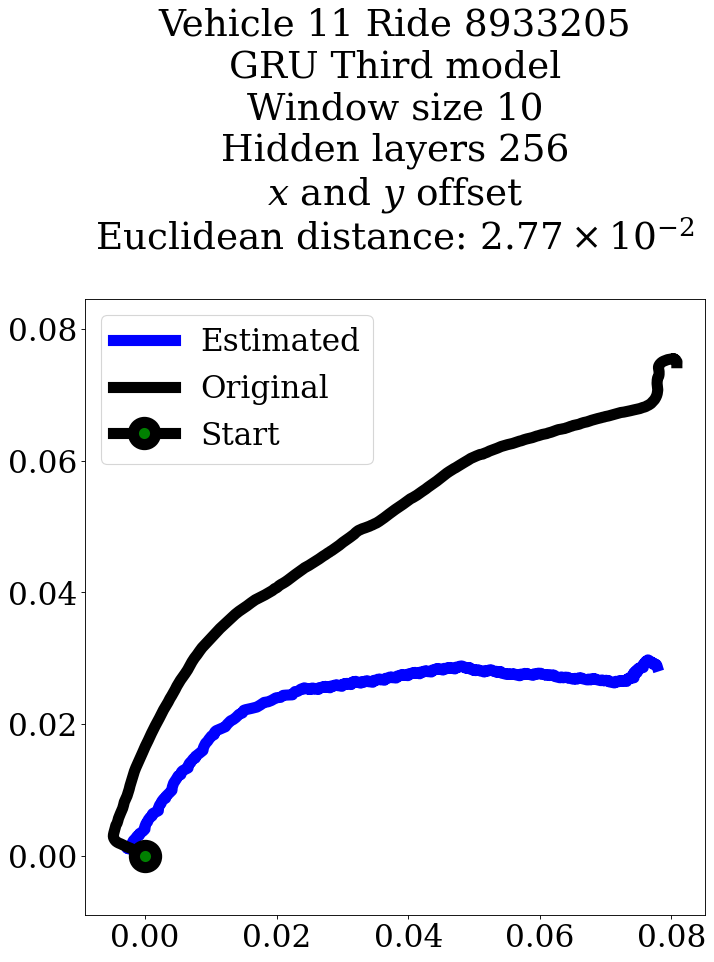 Vehicle 11 Ride 8933205
GRU Third model
Window size 10
Hidden layers 256
x and y offset
Euclidean distance: 2.77 × 10⁻²
Estimated
Original
Start
0.08
0.06
0.04
0.02
0.00
0.00 0.02 0.04 0.06 0.08